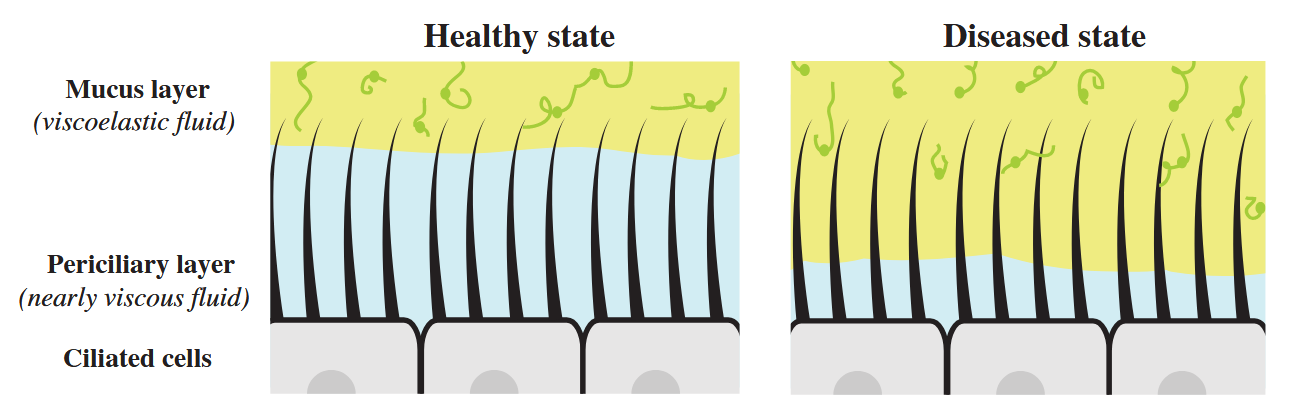 Healthy state
Diseased state
Mucus layer
(viscoelastic fluid)
Periciliary layer
(nearly viscous fluid)
Ciliated cells